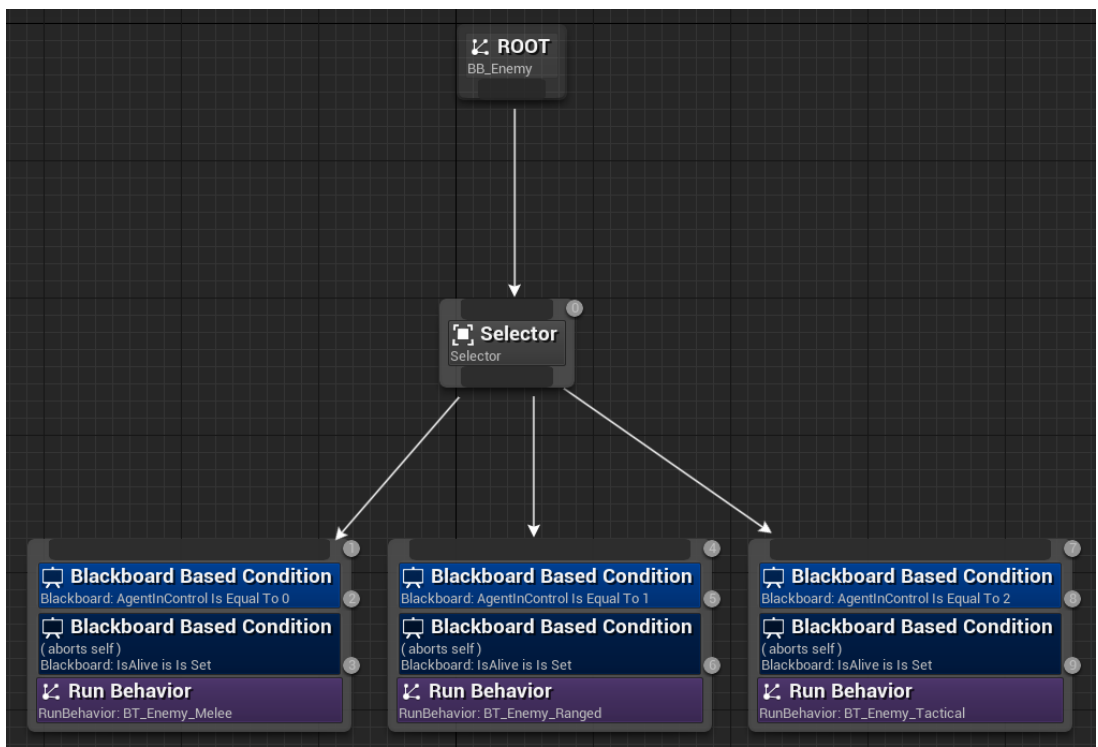 ROOT
BB_Enemy
0
Selector
Selector
1
Blackboard Based Condition
Blackboard: AgentInControl Is Equal To 0
2
Blackboard Based Condition
( aborts self )
Blackboard: IsAlive is Is Set
3
Run Behavior
RunBehavior: BT_Enemy_Melee
4
Blackboard Based Condition
Blackboard: AgentInControl Is Equal To 1
5
Blackboard Based Condition
( aborts self )
Blackboard: IsAlive is Is Set
6
Run Behavior
RunBehavior: BT_Enemy_Ranged
7
Blackboard Based Condition
Blackboard: AgentInControl Is Equal To 2
8
Blackboard Based Condition
( aborts self )
Blackboard: IsAlive is Is Set
9
Run Behavior
RunBehavior: BT_Enemy_Tactical